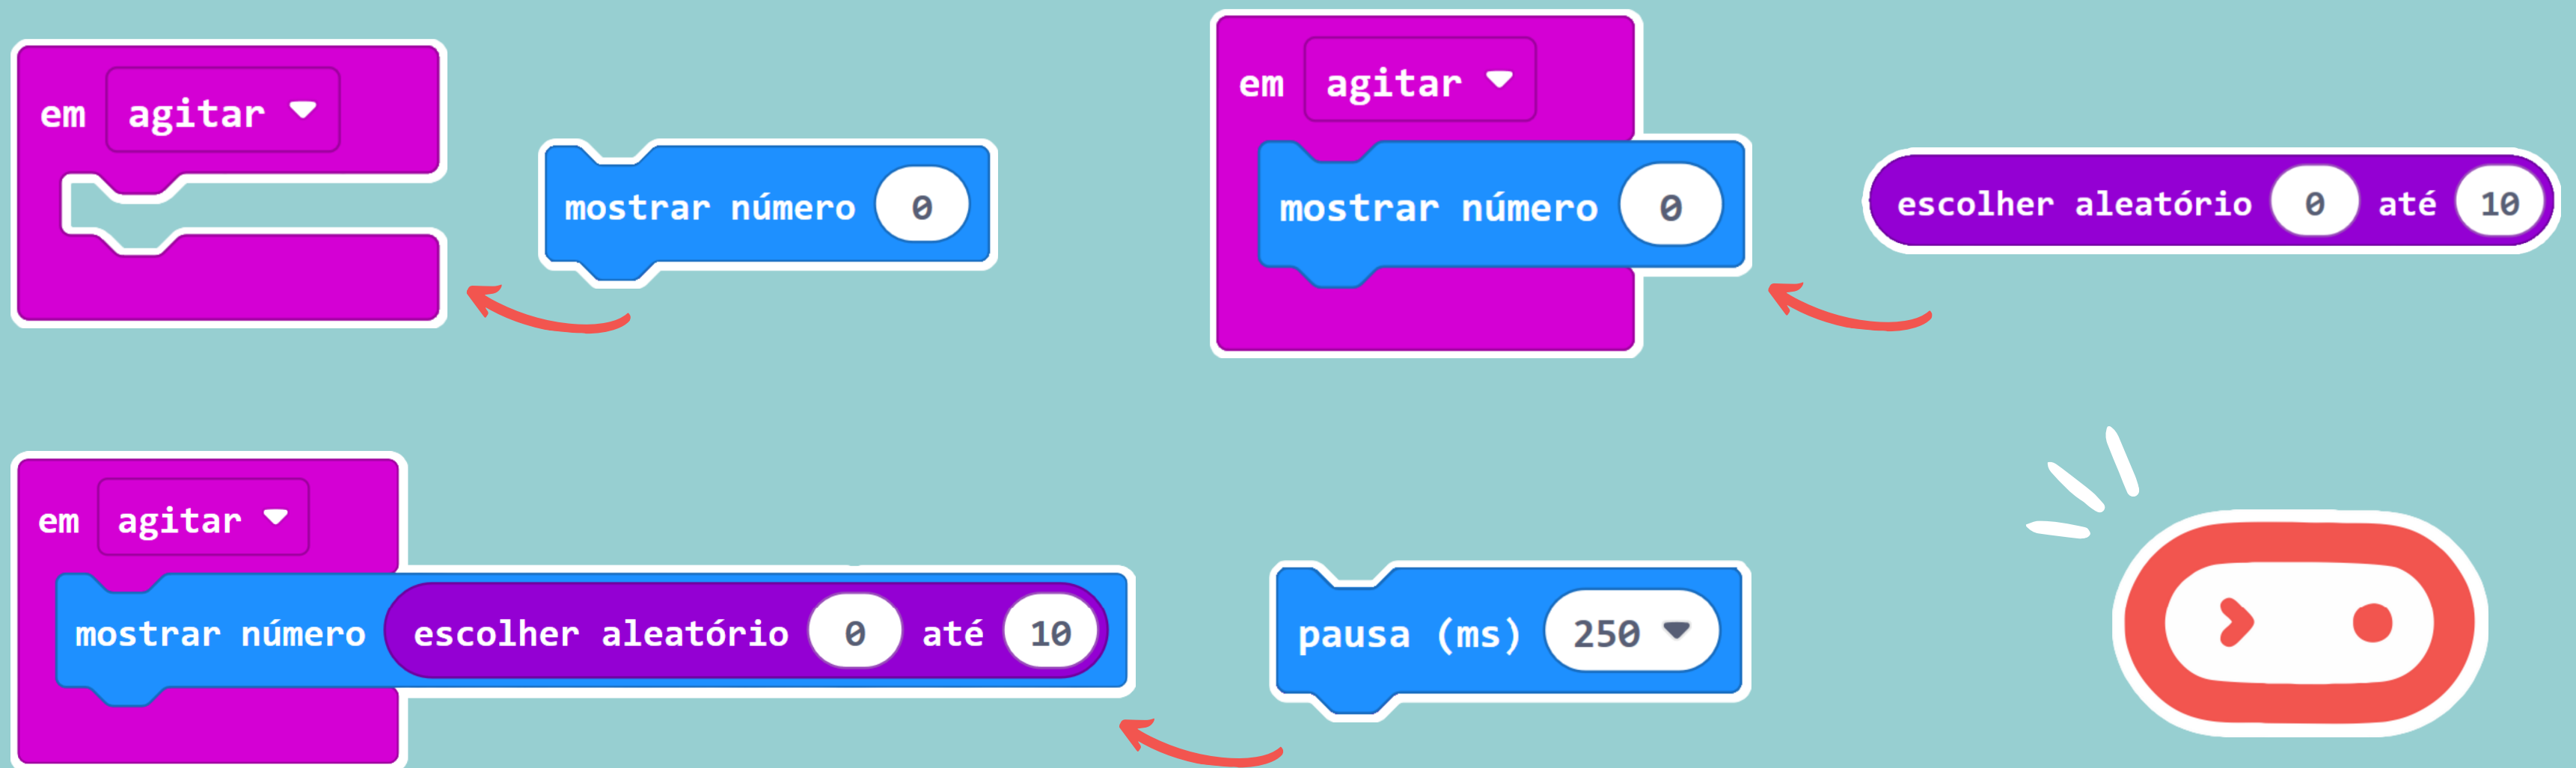 em agitar
mostrar número 0
em agitar
mostrar número 0
escolher aleatório 0 até 10
em agitar
mostrar número escolher aleatório 0 até 10
pausa (ms) 250